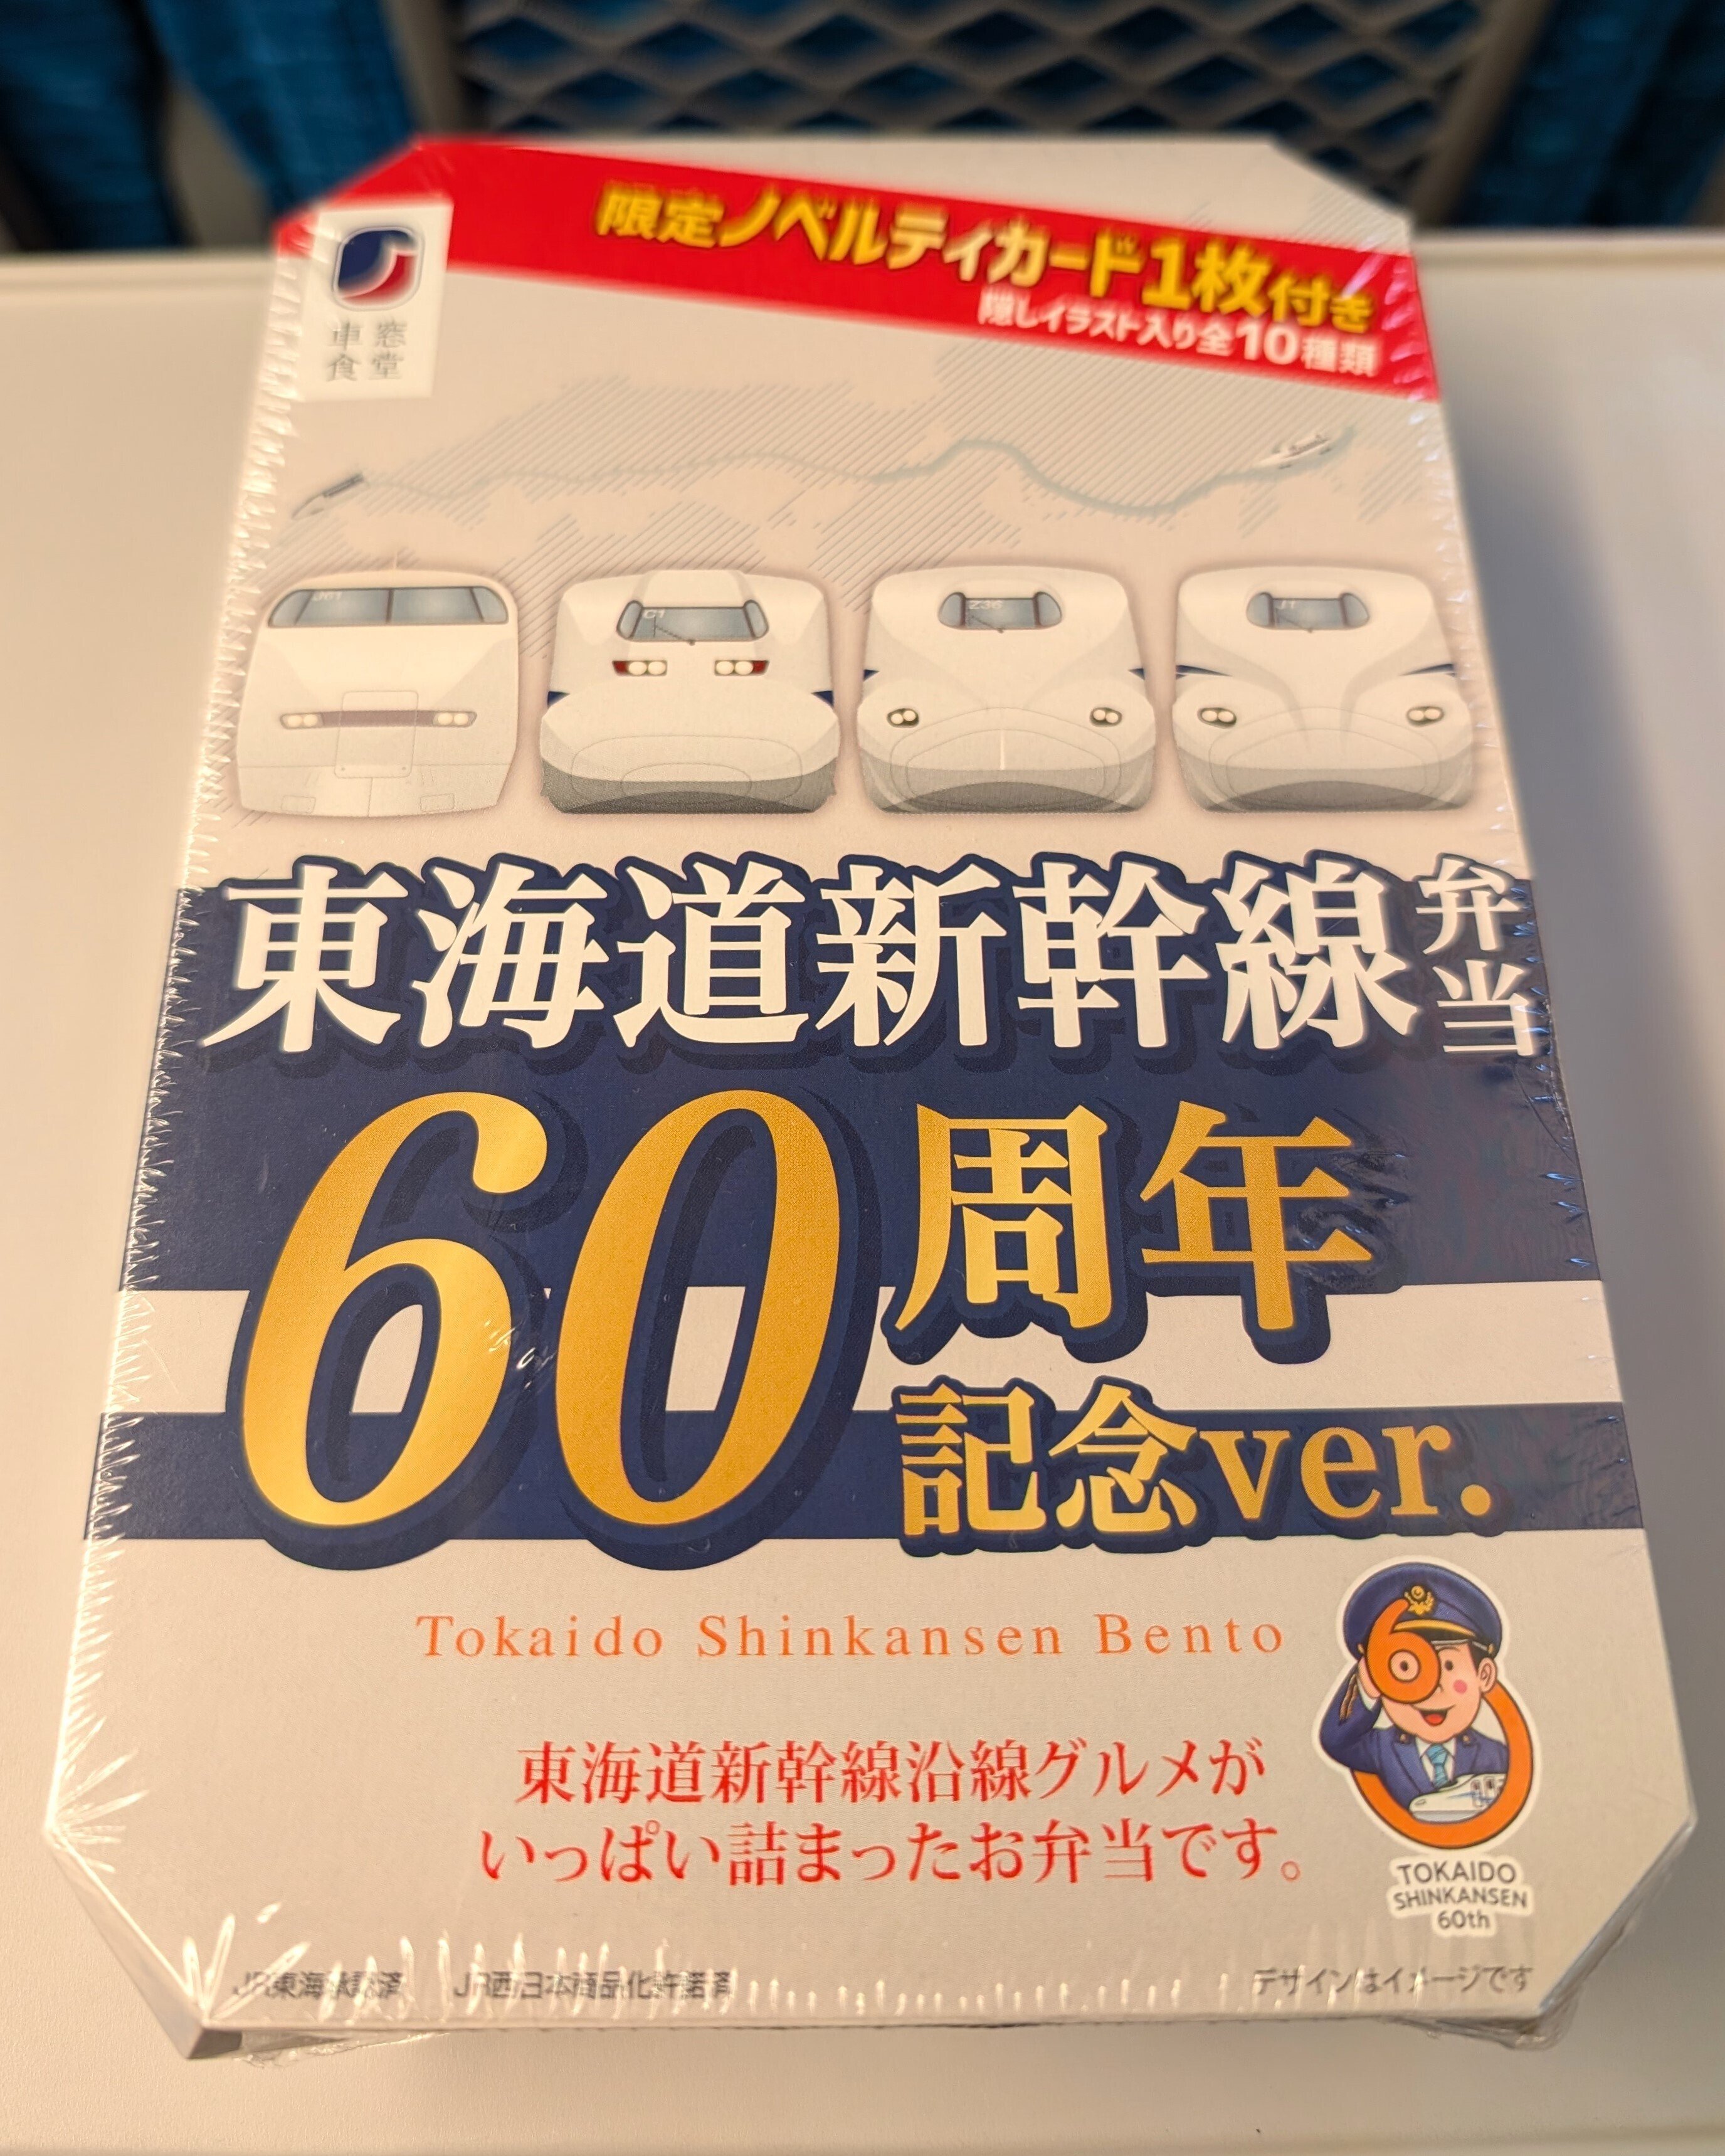 限定ノベルティカード1枚付き
隠しイラスト入り全10種類
車窓
食堂
C1
Z36
J1
東海道新幹線弁当
60周年
記念ver.
Tokaido Shinkansen Bento
東海道新幹線沿線グルメが
いっぱい詰まったお弁当です。
TOKAIDO
SHINKANSEN
60th
JR東海承認済 JR西日本商品化許諾済
デザインはイメージです